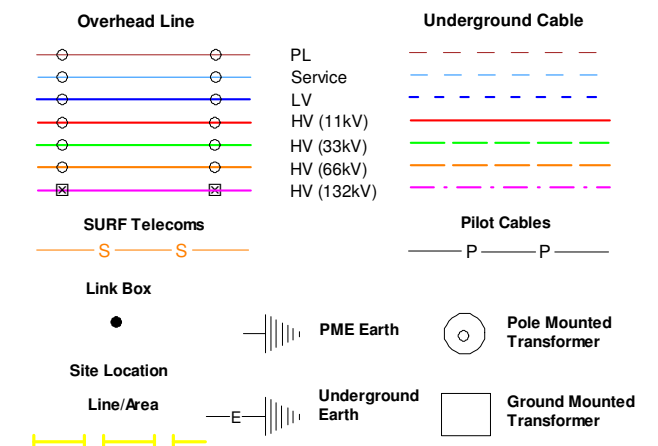 Overhead Line
Underground Cable
PL
Service
LV
HV (11kV)
HV (33kV)
HV (66kV)
HV (132kV)
SURF Telecoms
Pilot Cables
S S
P P
Link Box
PME Earth
Pole Mounted
Transformer
Site Location
Line/Area
E
Underground
Earth
Ground Mounted
Transformer